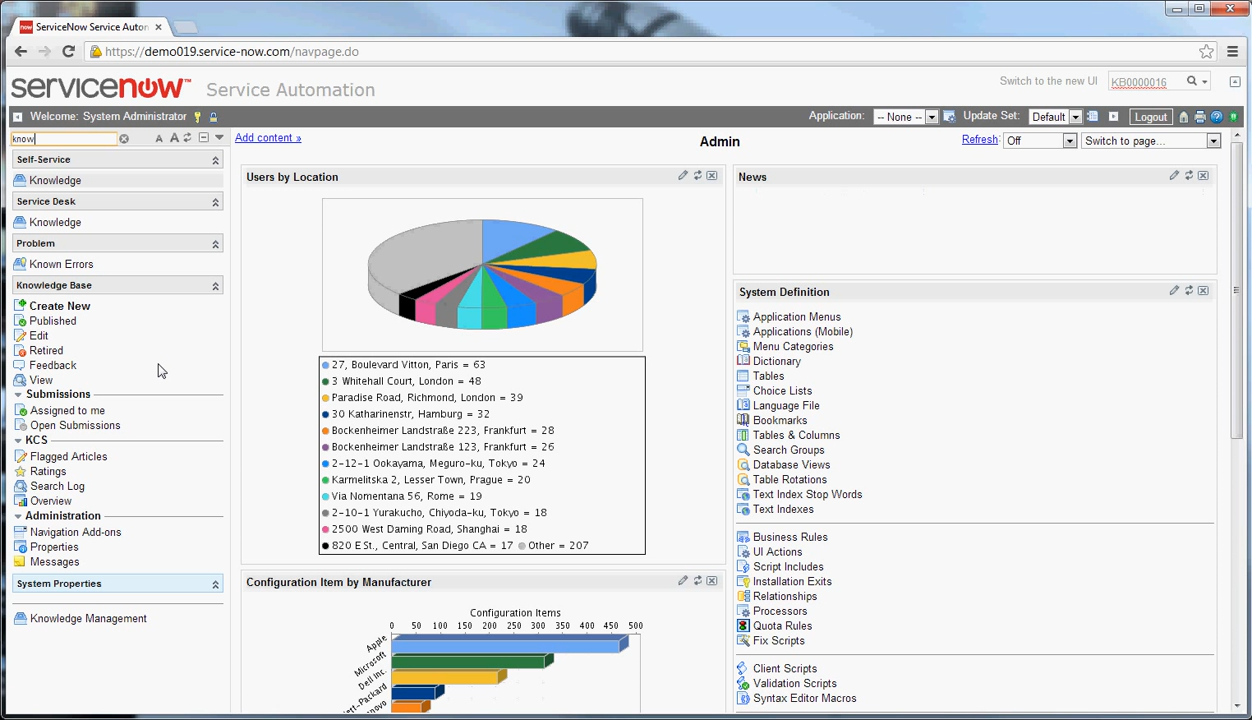 ServiceNow Service Auton
https://demo019.service-now.com/navpage.do
servicenow™ Service Automation
Switch to the new UI
KB0000016
Welcome: System Administrator
Application: -- None --
Update Set: Default
Logout
know
A A
Add content »
Admin
Refresh: Off
Switch to page...
Self-Service
Knowledge
Service Desk
Knowledge
Problem
Known Errors
Knowledge Base
Create New
Published
Edit
Retired
Feedback
View
Submissions
Assigned to me
Open Submissions
KCS
Flagged Articles
Ratings
Search Log
Overview
Administration
Navigation Add-ons
Properties
Messages
System Properties
Knowledge Management
Users by Location
27, Boulevard Vitton, Paris = 63
3 Whitehall Court, London = 48
Paradise Road, Richmond, London = 39
30 Katharinenstr, Hamburg = 32
Bockenheimer Landstraße 223, Frankfurt = 28
Bockenheimer Landstraße 123, Frankfurt = 26
2-12-1 Ookayama, Meguro-ku, Tokyo = 24
Karmelitska 2, Lesser Town, Prague = 20
Via Nomentana 56, Rome = 19
2-10-1 Yurakucho, Chiyoda-ku, Tokyo = 18
2500 West Daming Road, Shanghai = 18
820 E St., Central, San Diego CA = 17 Other = 207
Configuration Item by Manufacturer
Configuration Items
0 50 100 150 200 250 300 350 400 450 500
Apple
Microsoft
Dell Inc.
lett-Packard
novo
News
System Definition
Application Menus
Applications (Mobile)
Menu Categories
Dictionary
Tables
Choice Lists
Language File
Bookmarks
Tables & Columns
Search Groups
Database Views
Table Rotations
Text Index Stop Words
Text Indexes
Business Rules
UI Actions
Script Includes
Installation Exits
Relationships
Processors
Quota Rules
Fix Scripts
Client Scripts
Validation Scripts
Syntax Editor Macros